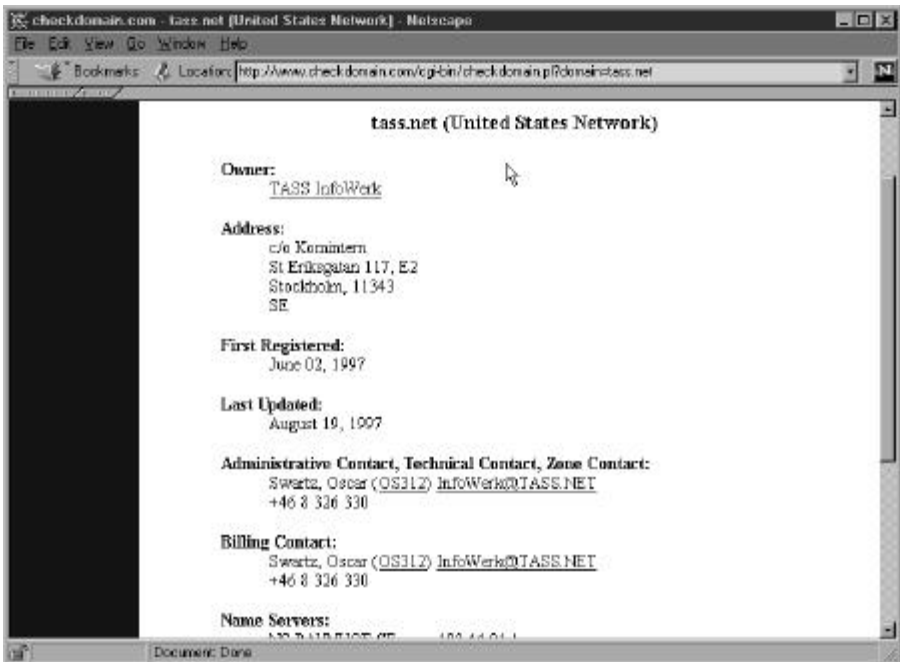 checkdomain.com - tass.net (United States Network) - Netscape
File Edit View Go Window Help
Bookmarks Location: http://www.checkdomain.com/cgi-bin/checkdomain.pl?domain=tass.net N
tass.net (United States Network)
Owner:
TASS InfoWerk
Address:
c/o Komintern
St Eriksgatan 117, E2
Stockholm, 11343
SE
First Registered:
June 02, 1997
Last Updated:
August 19, 1997
Administrative Contact, Technical Contact, Zone Contact:
Swartz, Oscar (OS312) InfoWerk@TASS.NET
+46 8 326 330
Billing Contact:
Swartz, Oscar (OS312) InfoWerk@TASS.NET
+46 8 326 330
Name Servers:
Document: Done